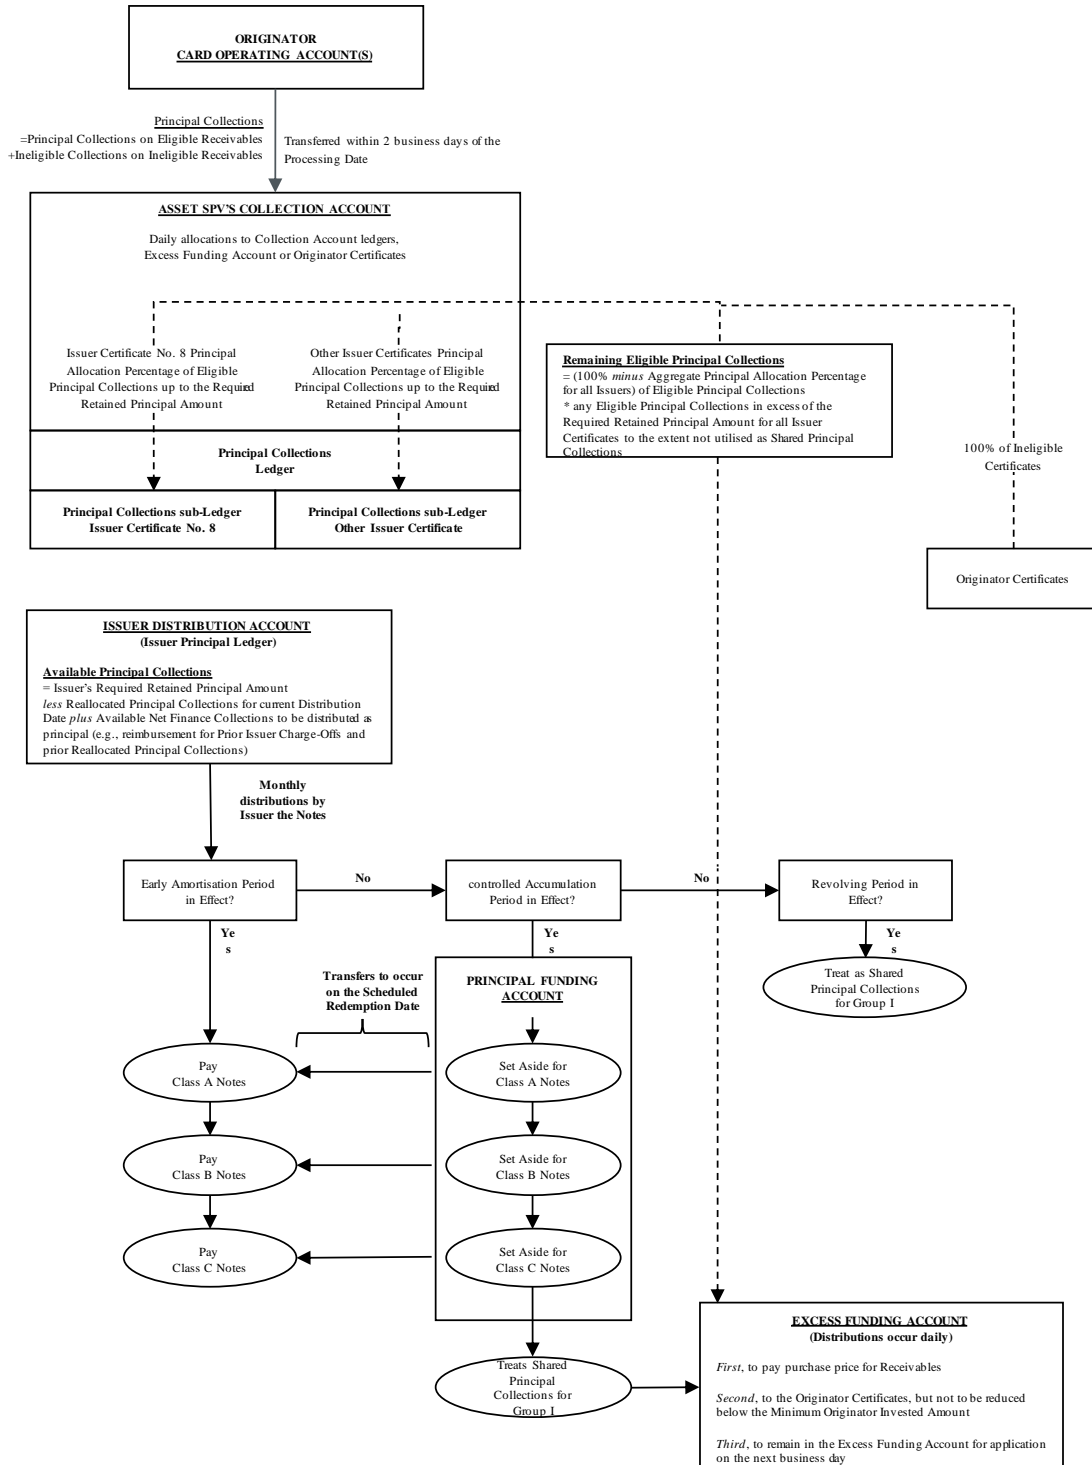 ORIGINATOR
CARD OPERATING ACCOUNT(S)
Principal Collections
=Principal Collections on Eligible Receivables
+Ineligible Collections on Ineligible Receivables
Transferred within 2 business days of the
Processing Date
ASSET SPV'S COLLECTION ACCOUNT
Daily allocations to Collection Account ledgers,
Excess Funding Account or Originator Certificates
Issuer Certificate No. 8 Principal
Allocation Percentage of Eligible
Principal Collections up to the Required
Retained Principal Amount
Other Issuer Certificates Principal
Allocation Percentage of Eligible
Principal Collections up to the Required
Retained Principal Amount
Remaining Eligible Principal Collections
= (100% minus Aggregate Principal Allocation Percentage
for all Issuers) of Eligible Principal Collections
* any Eligible Principal Collections in excess of the
Required Retained Principal Amount for all Issuer
Certificates to the extent not utilised as Shared Principal
Collections
100% of Ineligible
Certificates
Principal Collections
Ledger
Principal Collections sub-Ledger
Issuer Certificate No. 8
Principal Collections sub-Ledger
Other Issuer Certificate
Originator Certificates
ISSUER DISTRIBUTION ACCOUNT
(Issuer Principal Ledger)
Available Principal Collections
= Issuer's Required Retained Principal Amount
less Reallocated Principal Collections for current Distribution
Date plus Available Net Finance Collections to be distributed as
principal (e.g., reimbursement for Prior Issuer Charge-Offs and
prior Reallocated Principal Collections)
Monthly
distributions by
Issuer the Notes
Early Amortisation Period
in Effect?
No
controlled Accumulation
Period in Effect?
No
Revolving Period in
Effect?
Ye
s
Ye
s
Ye
s
Treat as Shared
Principal Collections
for Group I
Transfers to occur
on the Scheduled
Redemption Date
PRINCIPAL FUNDING
ACCOUNT
Pay
Class A Notes
Set Aside for
Class A Notes
Pay
Class B Notes
Set Aside for
Class B Notes
Pay
Class C Notes
Set Aside for
Class C Notes
Treats Shared
Principal
Collections for
Group I
EXCESS FUNDING ACCOUNT
(Distributions occur daily)
First, to pay purchase price for Receivables
Second, to the Originator Certificates, but not to be reduced
below the Minimum Originator Invested Amount
Third, to remain in the Excess Funding Account for application
on the next business day